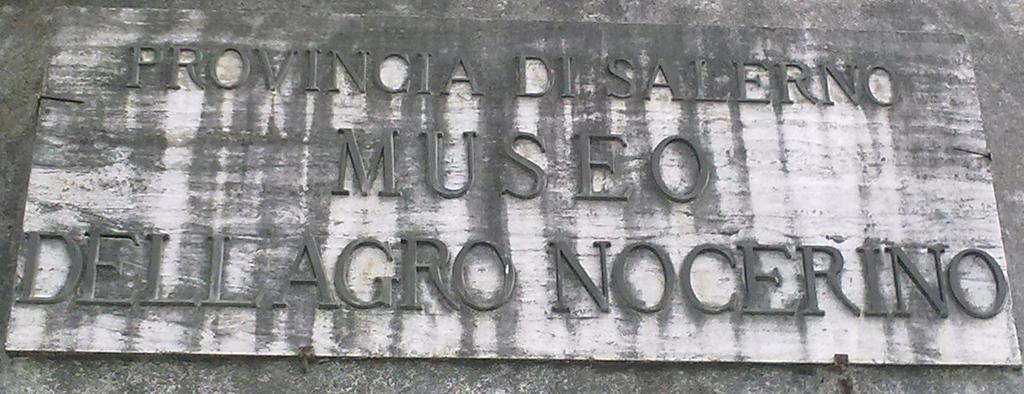 PROVINCIA DI SALERNO
MUSEO
DELL AGRO NOCERINO